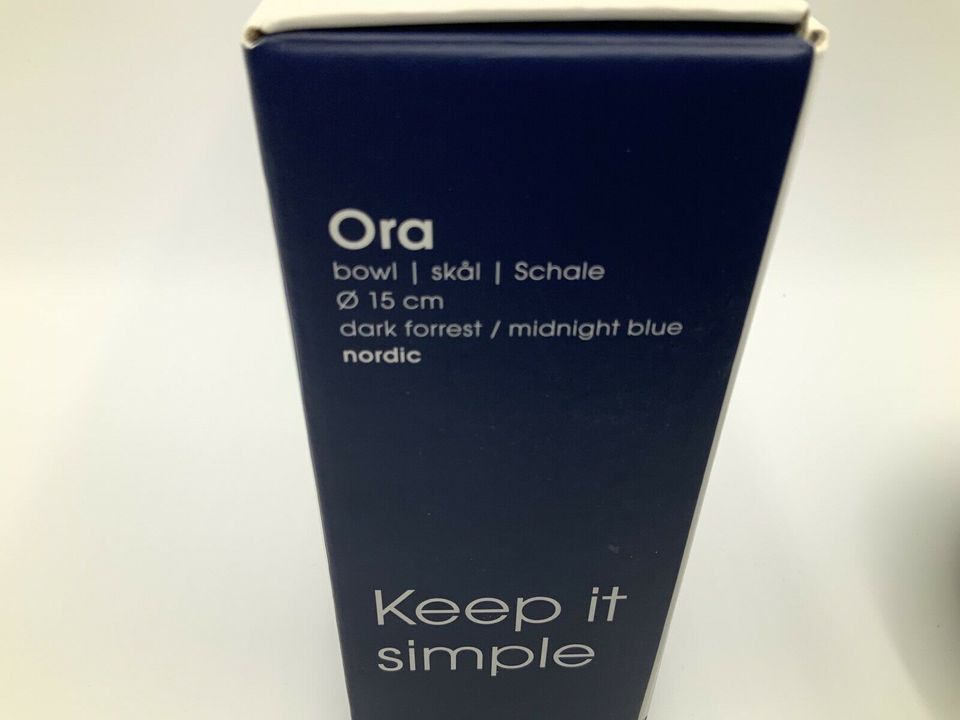 Ora
bowl | skål | Schale
Ø 15 cm
dark forrest / midnight blue
nordic
Keep it
simple